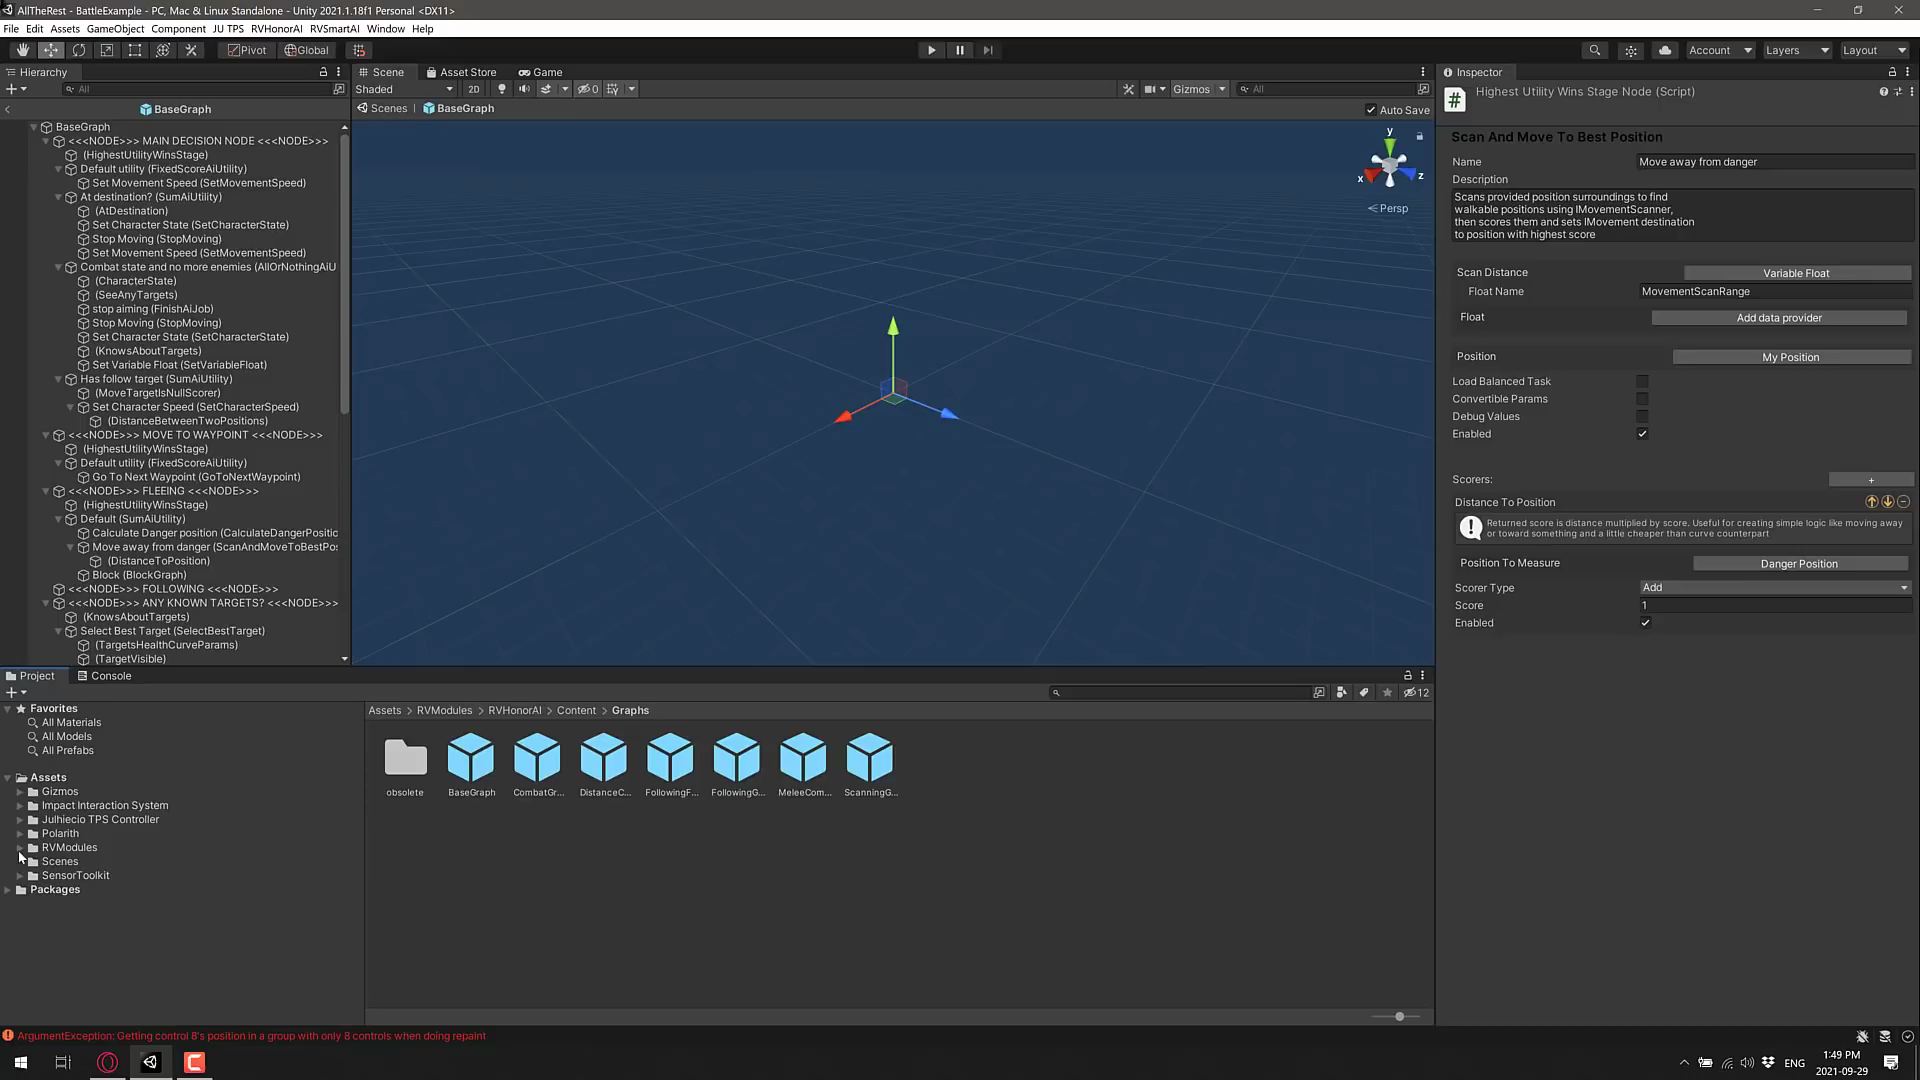 AllTheRest - BattleExample - PC, Mac & Linux Standalone - Unity 2021.1.18f1 Personal <DX11>
File Edit Assets GameObject Component JU TPS RVHonorAI RVSmartAI Window Help
Pivot Global Account Layers Layout
Hierarchy
All
BaseGraph
BaseGraph
<<<NODE>>> MAIN DECISION NODE <<<NODE>>>
(HighestUtilityWinsStage)
Default utility (FixedScoreAiUtility)
Set Movement Speed (SetMovementSpeed)
At destination? (SumAiUtility)
(AtDestination)
Set Character State (SetCharacterState)
Stop Moving (StopMoving)
Set Movement Speed (SetMovementSpeed)
Combat state and no more enemies (AllOrNothingAiU
(CharacterState)
(SeeAnyTargets)
stop aiming (FinishAiJob)
Stop Moving (StopMoving)
Set Character State (SetCharacterState)
(KnowsAboutTargets)
Set Variable Float (SetVariableFloat)
Has follow target (SumAiUtility)
(MoveTargetIsNullScorer)
Set Character Speed (SetCharacterSpeed)
(DistanceBetweenTwoPositions)
<<<NODE>>> MOVE TO WAYPOINT <<<NODE>>>
(HighestUtilityWinsStage)
Default utility (FixedScoreAiUtility)
Go To Next Waypoint (GoToNextWaypoint)
<<<NODE>>> FLEEING <<<NODE>>>
(HighestUtilityWinsStage)
Default (SumAiUtility)
Calculate Danger position (CalculateDangerPositic
Move away from danger (ScanAndMoveToBestPos
(DistanceToPosition)
Block (BlockGraph)
<<<NODE>>> FOLLOWING <<<NODE>>>
<<<NODE>>> ANY KNOWN TARGETS? <<<NODE>>>
(KnowsAboutTargets)
Select Best Target (SelectBestTarget)
(TargetsHealthCurveParams)
(TargetVisible)
Scene Asset Store Game
Shaded 2D 0 Gizmos All
Scenes BaseGraph Auto Save
y
x z
Persp
Inspector
# Highest Utility Wins Stage Node (Script)
Scan And Move To Best Position
Name Move away from danger
Description
Scans provided position surroundings to find
walkable positions using IMovementScanner,
then scores them and sets IMovement destination
to position with highest score
Scan Distance Variable Float
Float Name MovementScanRange
Float Add data provider
Position My Position
Load Balanced Task
Convertible Params
Debug Values
Enabled
Scorers: +
Distance To Position
Returned score is distance multiplied by score. Useful for creating simple logic like moving away
or toward something and a little cheaper than curve counterpart
Position To Measure Danger Position
Scorer Type Add
Score 1
Enabled
Project Console
12
Favorites
All Materials
All Models
All Prefabs
Assets
Gizmos
Impact Interaction System
Julhiecio TPS Controller
Polarith
RVModules
Scenes
SensorToolkit
Packages
Assets > RVModules > RVHonorAI > Content > Graphs
obsolete BaseGraph CombatGr... DistanceC... FollowingF... FollowingG... MeleeCom... ScanningG...
ArgumentException: Getting control 8's position in a group with only 8 controls when doing repaint
ENG
1:49 PM
2021-09-29